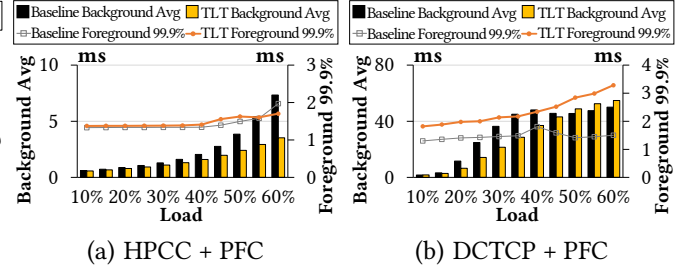 Baseline Background Avg TLT Background Avg
Baseline Foreground 99.9% TLT Foreground 99.9%
ms ms
Background Avg
10
5
0
3
2
1
0
Foreground 99.9%
10% 20% 30% 40% 50% 60%
Load
(a) HPCC + PFC
Baseline Background Avg TLT Background Avg
Baseline Foreground 99.9% TLT Foreground 99.9%
ms ms
Background Avg
80
40
0
4
3
2
1
0
Foreground 99.9%
10% 20% 30% 40% 50% 60%
Load
(b) DCTCP + PFC